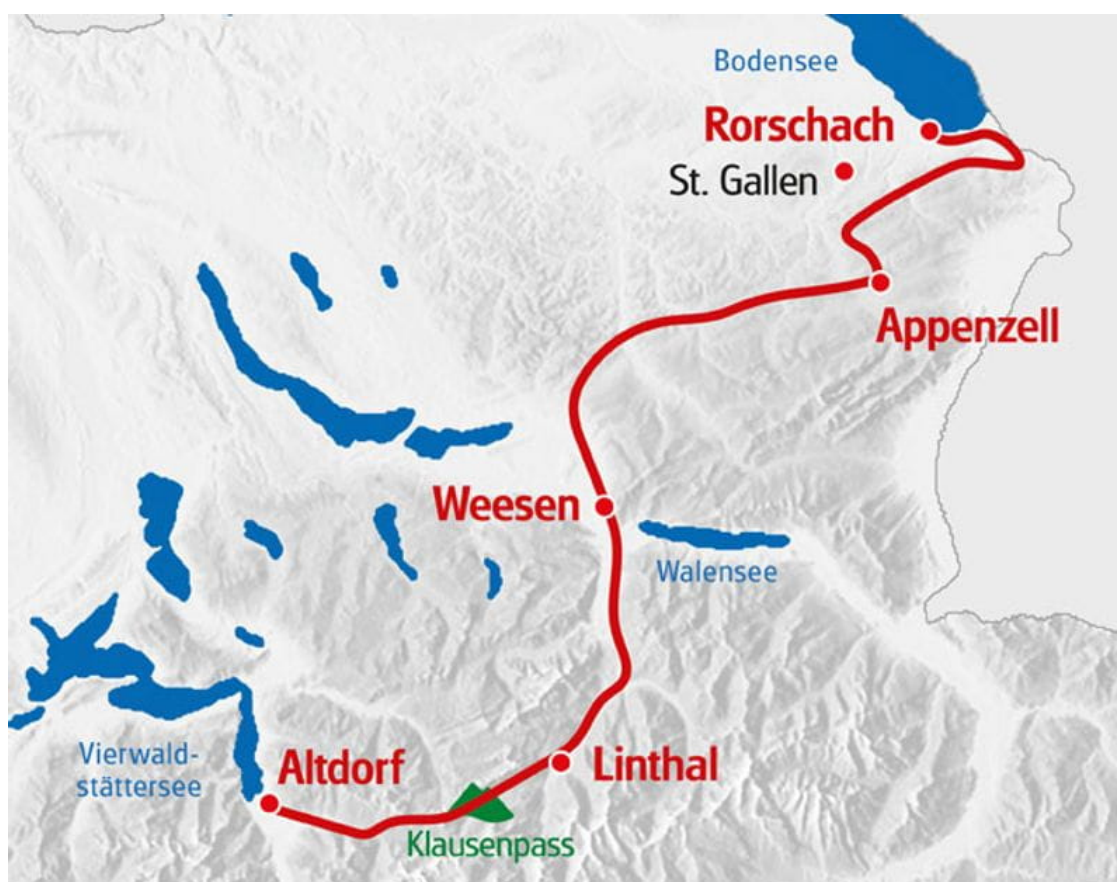 Bodensee
Rorschach
St. Gallen
Appenzell
Weesen
Walensee
Vierwald-
stättersee
Altdorf
Linthal
Klausenpass